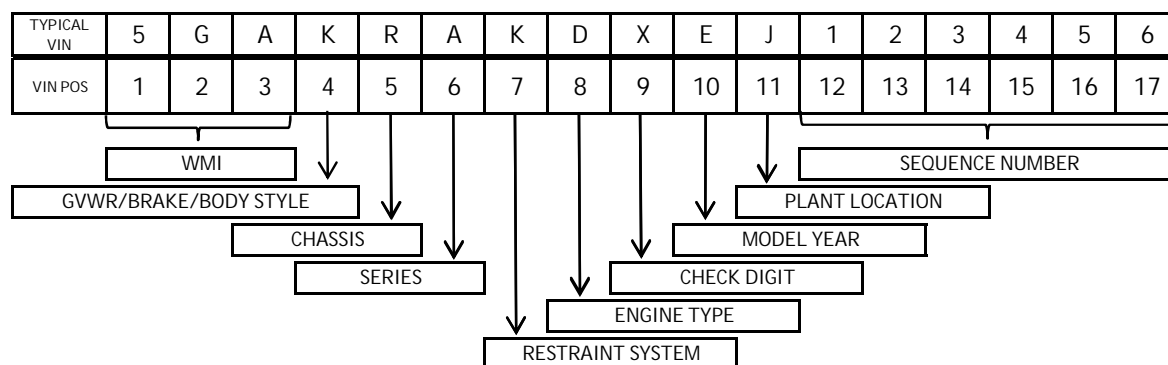 TYPICAL VIN 5 G A K R A K D X E J 1 2 3 4 5 6
VIN POS 1 2 3 4 5 6 7 8 9 10 11 12 13 14 15 16 17
WMI SEQUENCE NUMBER
GVWR/BRAKE/BODY STYLE PLANT LOCATION
CHASSIS MODEL YEAR
SERIES CHECK DIGIT
ENGINE TYPE
RESTRAINT SYSTEM